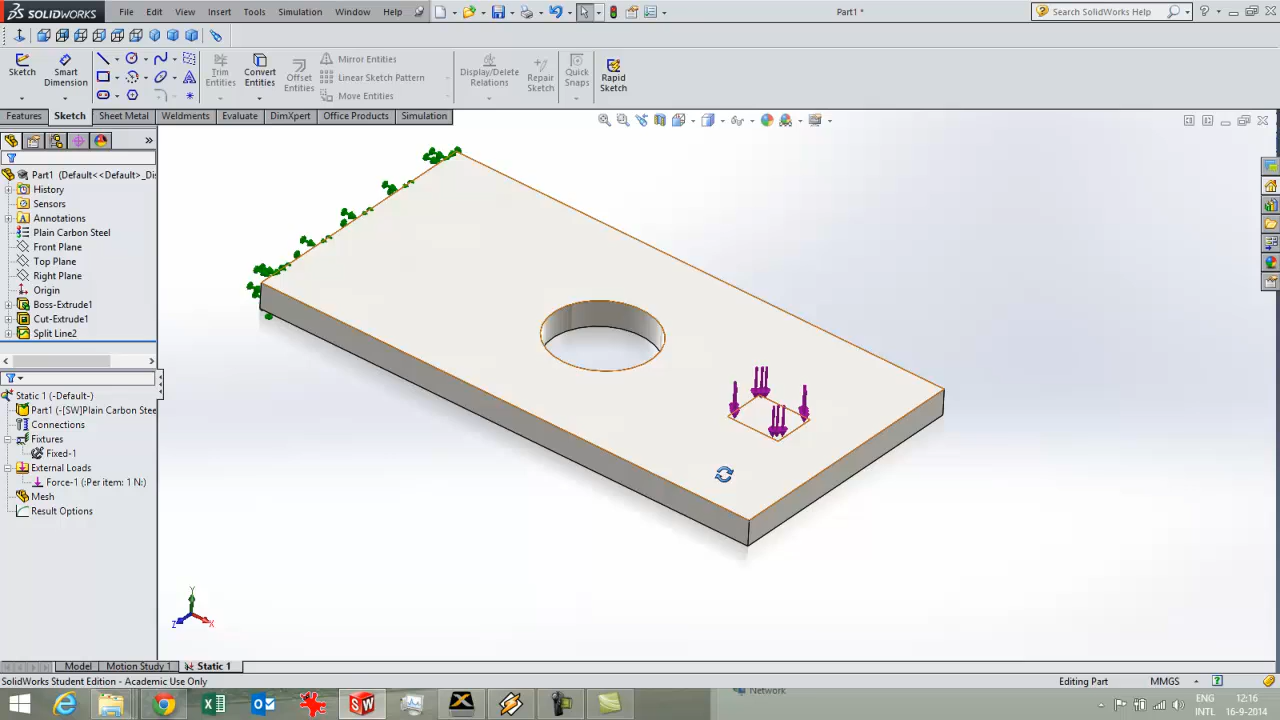 SOLIDWORKS File Edit View Insert Tools Simulation Window Help Part1 * Search SolidWorks Help
Sketch Smart Dimension Trim Entities Convert Entities Offset Entities Mirror Entities Linear Sketch Pattern Move Entities Display/Delete Relations Repair Sketch Quick Snaps Rapid Sketch
Features Sketch Sheet Metal Weldments Evaluate DimXpert Office Products Simulation
Part1 (Default<<Default>_Dis
History
Sensors
Annotations
Plain Carbon Steel
Front Plane
Top Plane
Right Plane
Origin
Boss-Extrude1
Cut-Extrude1
Split Line2
Static 1 (-Default-)
Part1 (-[SW]Plain Carbon Stee
Connections
Fixtures
Fixed-1
External Loads
Force-1 (:Per item: 1 N:)
Mesh
Result Options
Y
Z X
Model Motion Study 1 Static 1
SolidWorks Student Edition - Academic Use Only Editing Part MMGS
Network
ENG 12:16
INTL 16-9-2014